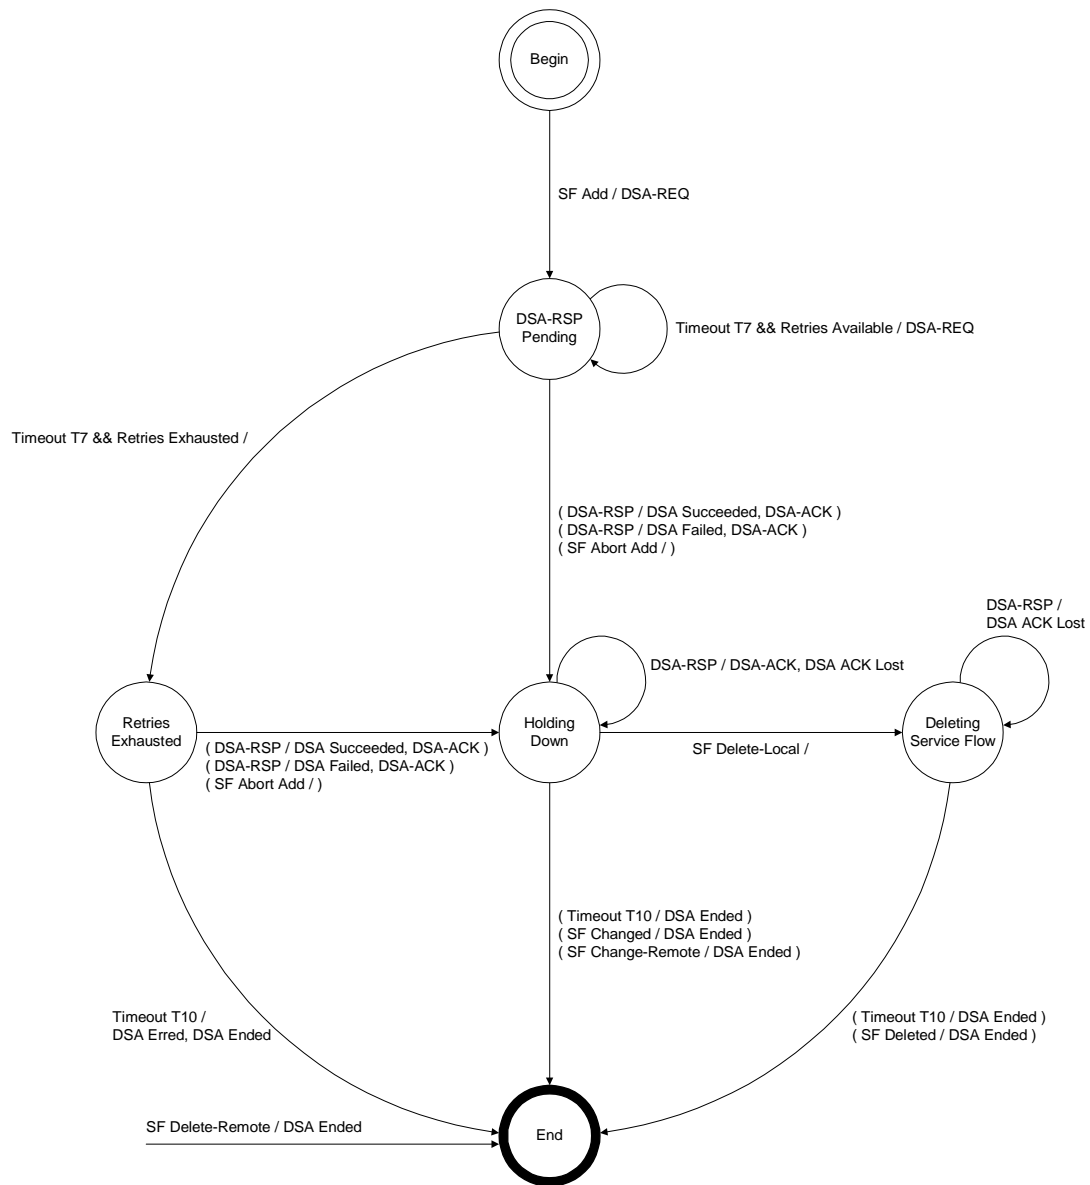 Begin
SF Add / DSA-REQ
DSA-RSP
Pending
Timeout T7 && Retries Available / DSA-REQ
Timeout T7 && Retries Exhausted /
( DSA-RSP / DSA Succeeded, DSA-ACK )
( DSA-RSP / DSA Failed, DSA-ACK )
( SF Abort Add / )
DSA-RSP /
DSA ACK Lost
DSA-RSP / DSA-ACK, DSA ACK Lost
Retries
Exhausted
Holding
Down
Deleting
Service Flow
( DSA-RSP / DSA Succeeded, DSA-ACK )
( DSA-RSP / DSA Failed, DSA-ACK )
( SF Abort Add / )
SF Delete-Local /
( Timeout T10 / DSA Ended )
( SF Changed / DSA Ended )
( SF Change-Remote / DSA Ended )
Timeout T10 /
DSA Erred, DSA Ended
( Timeout T10 / DSA Ended )
( SF Deleted / DSA Ended )
SF Delete-Remote / DSA Ended
End